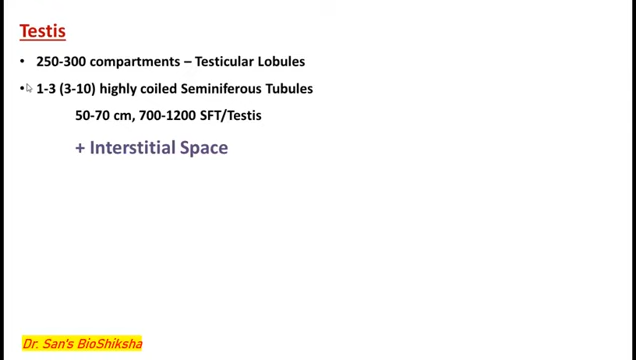 Testis
• 250-300 compartments – Testicular Lobules
• 1-3 (3-10) highly coiled Seminiferous Tubules
50-70 cm, 700-1200 SFT/Testis
+ Interstitial Space
Dr. San's BioShiksha